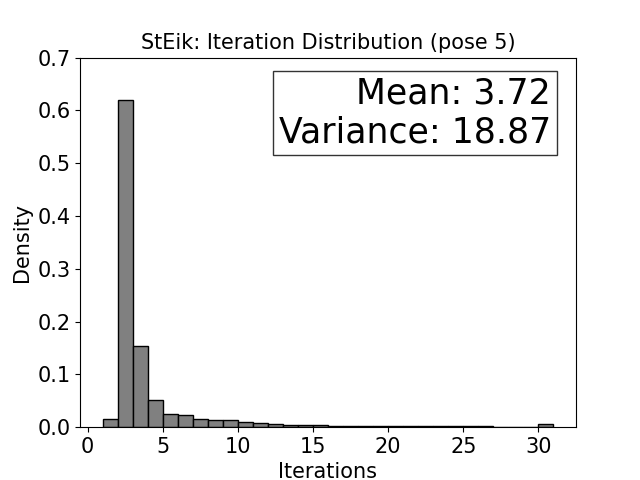 StEik: Iteration Distribution (pose 5)
Mean: 3.72
Variance: 18.87
Density
0.7
0.6
0.5
0.4
0.3
0.2
0.1
0.0
0 5 10 15 20 25 30
Iterations